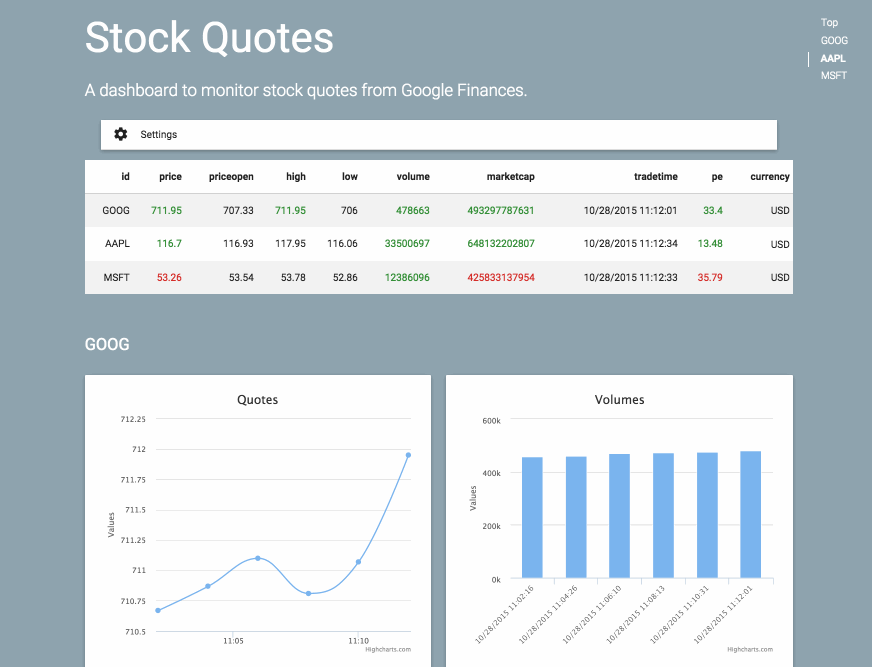 Stock Quotes
Top
GOOG
AAPL
MSFT
A dashboard to monitor stock quotes from Google Finances.
Settings
id price priceopen high low volume marketcap tradetime pe currency
GOOG 711.95 707.33 711.95 706 478663 493297787631 10/28/2015 11:12:01 33.4 USD
AAPL 116.7 116.93 117.95 116.06 33500697 648132202807 10/28/2015 11:12:34 13.48 USD
MSFT 53.26 53.54 53.78 52.86 12386096 425833137954 10/28/2015 11:12:33 35.79 USD
GOOG
Quotes
712.25
712
711.75
711.5
711.25
711
710.75
710.5
Values
11:05 11:10
Highcharts.com
Volumes
600k
400k
200k
0k
Values
10/28/2015 11:02:16
10/28/2015 11:04:26
10/28/2015 11:06:10
10/28/2015 11:08:13
10/28/2015 11:10:31
10/28/2015 11:12:01
Highcharts.com